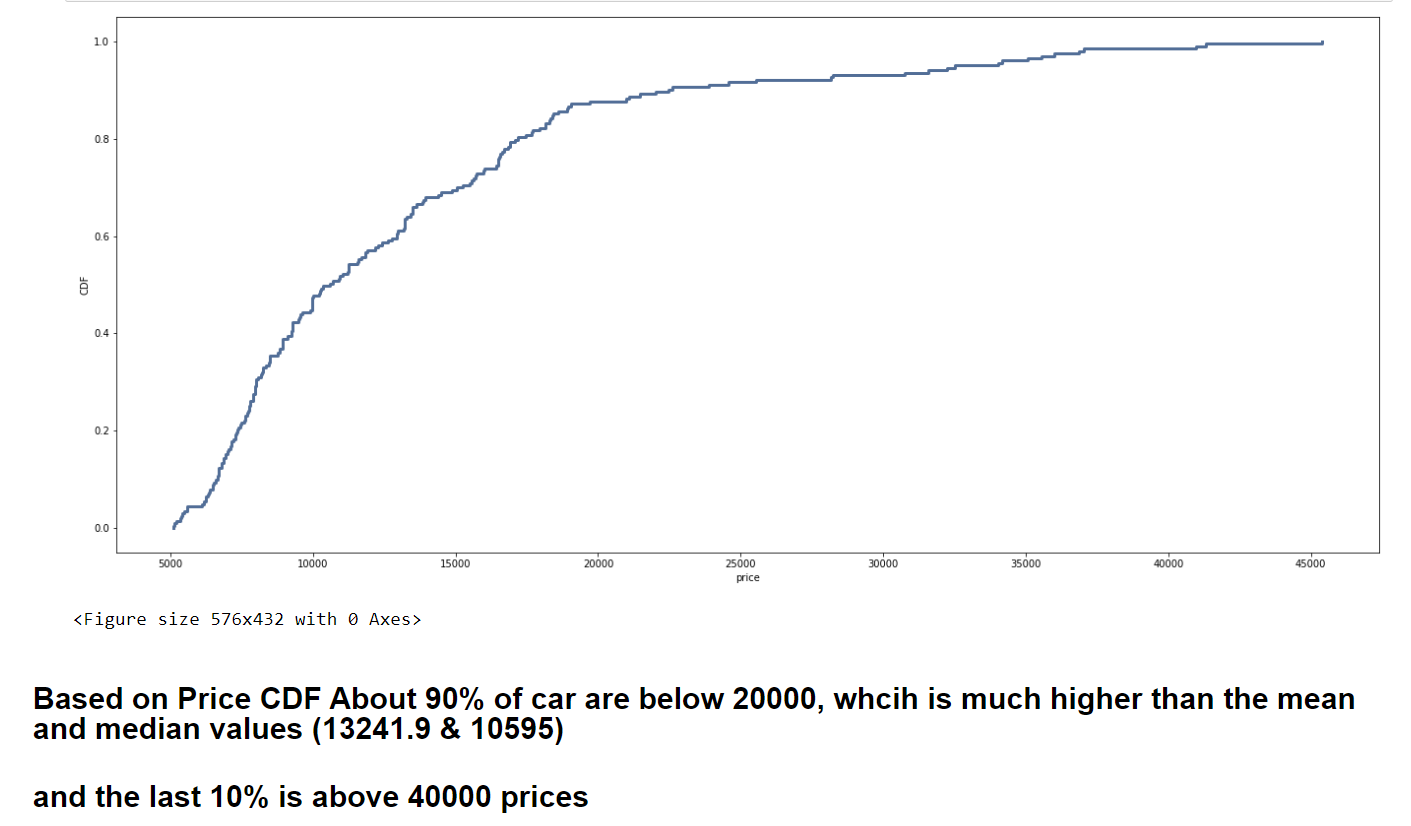 1.0
0.8
0.6
0.4
0.2
0.0
CDF
5000 10000 15000 20000 25000 30000 35000 40000 45000
price
<Figure size 576x432 with 0 Axes>
Based on Price CDF About 90% of car are below 20000, whcih is much higher than the mean
and median values (13241.9 & 10595)
and the last 10% is above 40000 prices